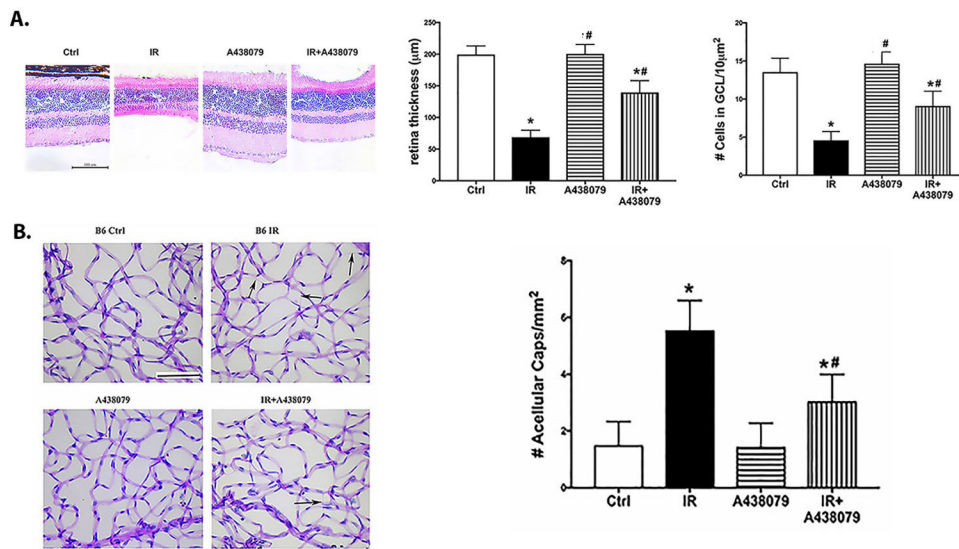 A.
Ctrl IR A438079 IR+A438079
retina thickness (μm)
250
200
150
100
50
0
* # *#
Ctrl IR A438079 IR+
A438079
# Cells in GCL/10μm²
20
15
10
5
0
* # *#
Ctrl IR A438079 IR+
A438079
B.
B6 Ctrl B6 IR
A438079 IR+A438079
# Acellular Caps/mm²
8
6
4
2
0
* *#
Ctrl IR A438079 IR+
A438079